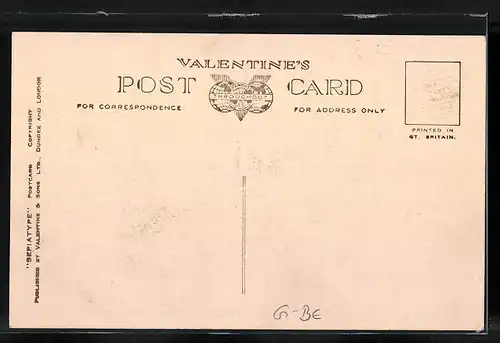 VALENTINE'S
POST CARD
THROUGHOUT
FOR CORRESPONDENCE
FOR ADDRESS ONLY
PRINTED IN
GT. BRITAIN.
"SEPIATYPE" POSTCARD COPYRIGHT
PUBLISHED BY VALENTINE & SONS LTD., DUNDEE AND LONDON
G-BE